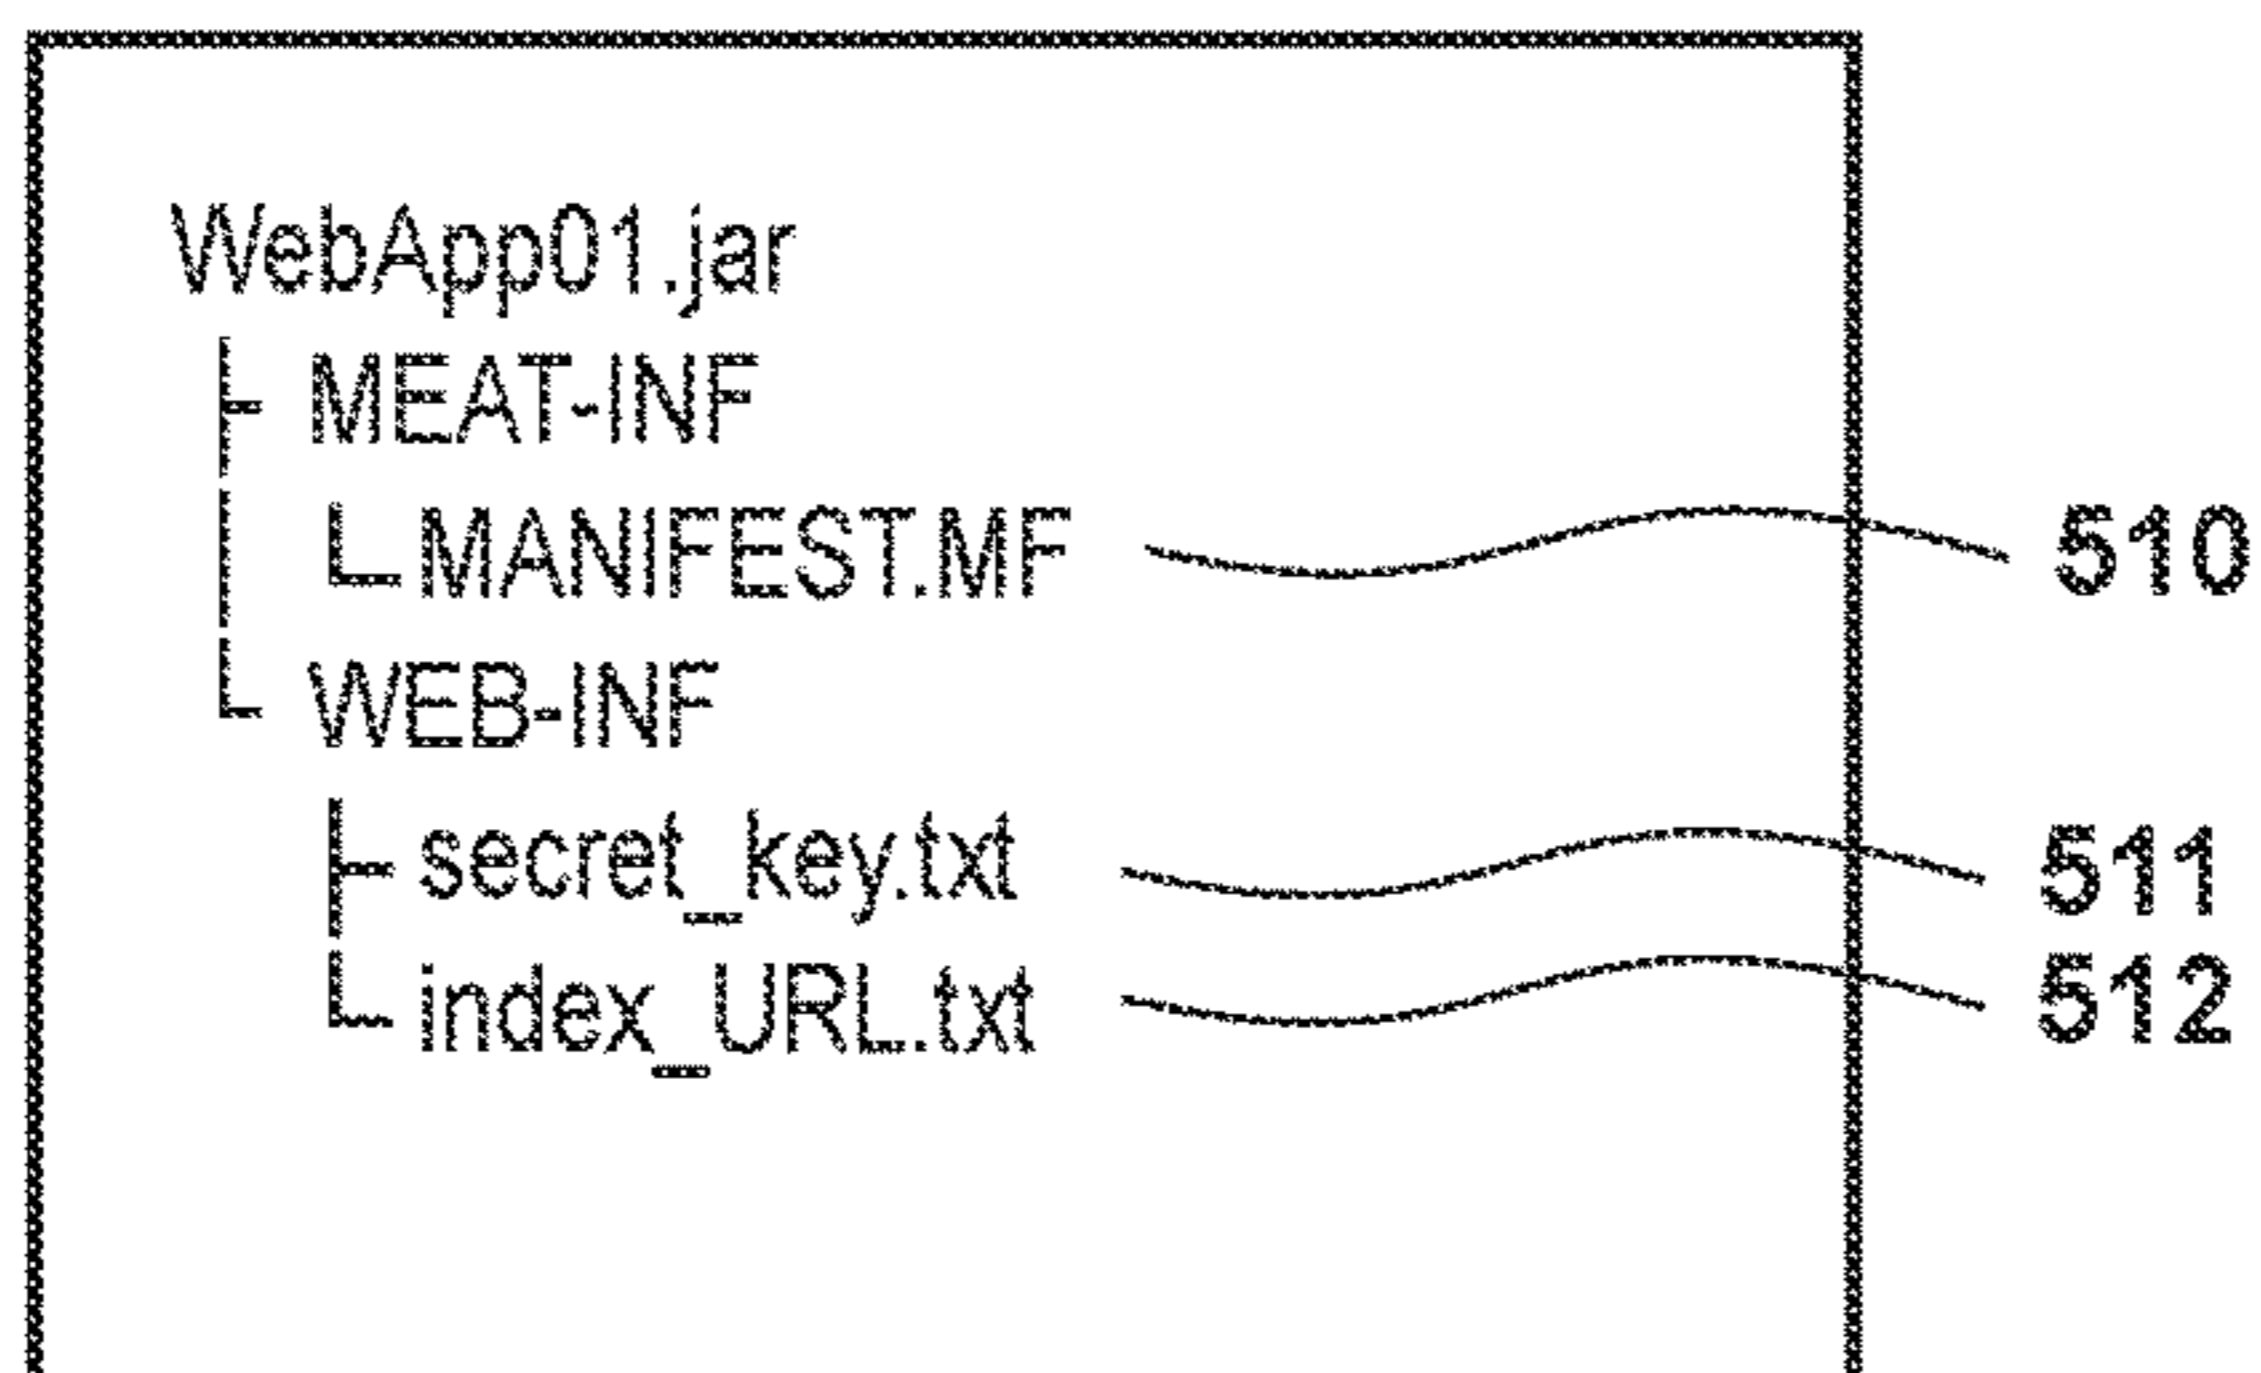 WebApp01.jar
MEAT-INF
MANIFEST.MF 510
WEB-INF
secret_key.txt 511
index_URL.txt 512